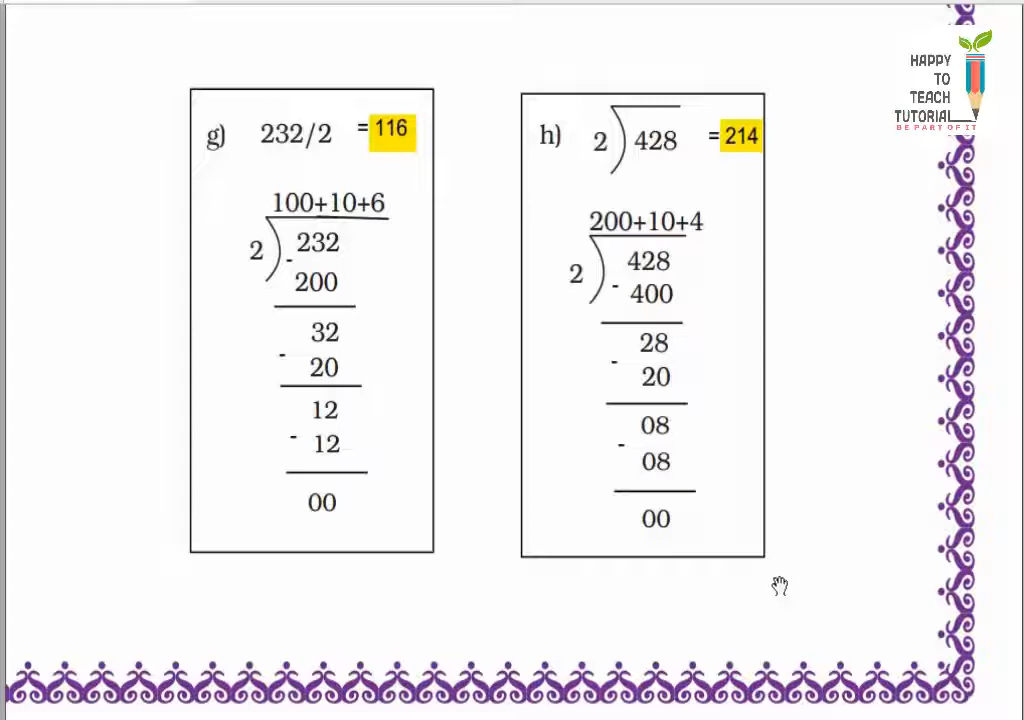 HAPPY
TO
TEACH
TUTORIAL
BE PART OF IT
g) 232/2 = 116
100+10+6
2 232
- 200
32
- 20
12
- 12
00
h) 2 428 = 214
200+10+4
2 428
- 400
28
- 20
08
- 08
00